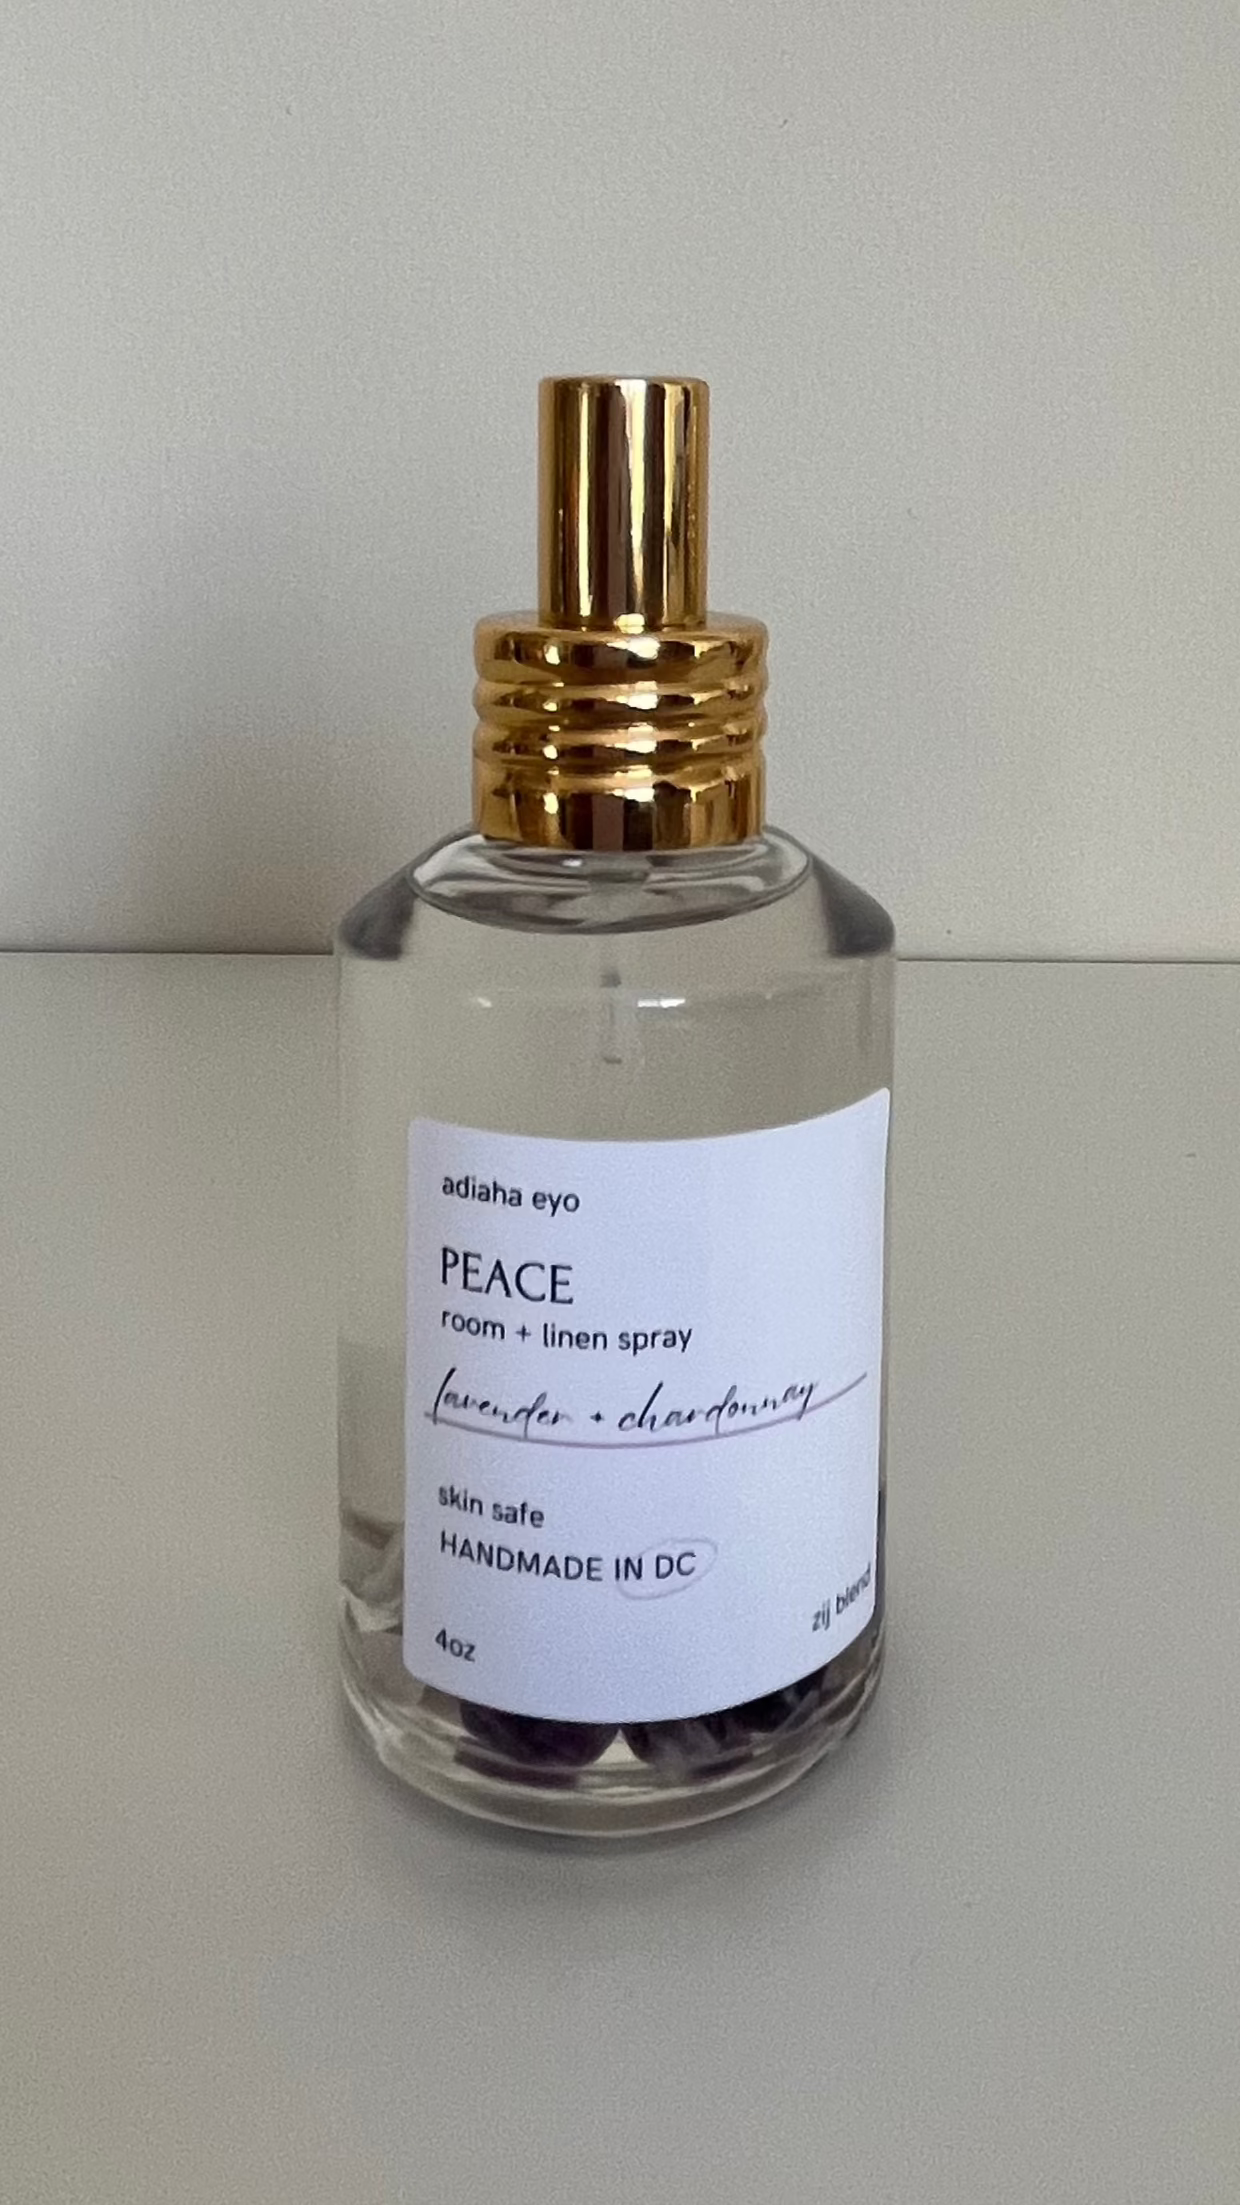 adiaha eyo
PEACE
room + linen spray
lavender + chardonnay
skin safe
HANDMADE IN DC
4oz
zij blend